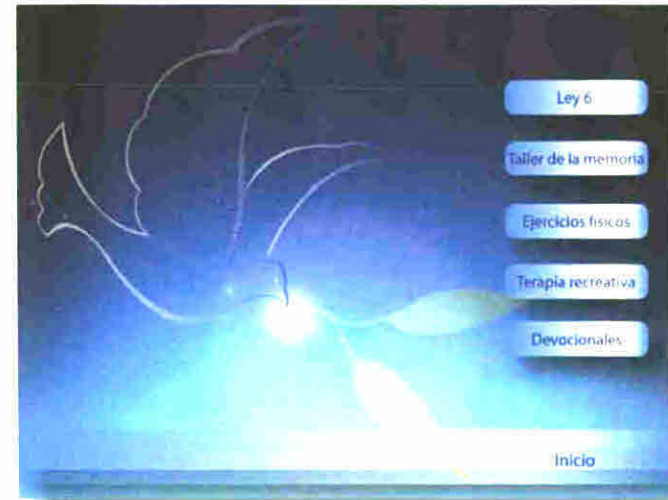 Ley 6
Taller de la memoria
Ejercicios físicos
Terapia recreativa
Devocionales
Inicio